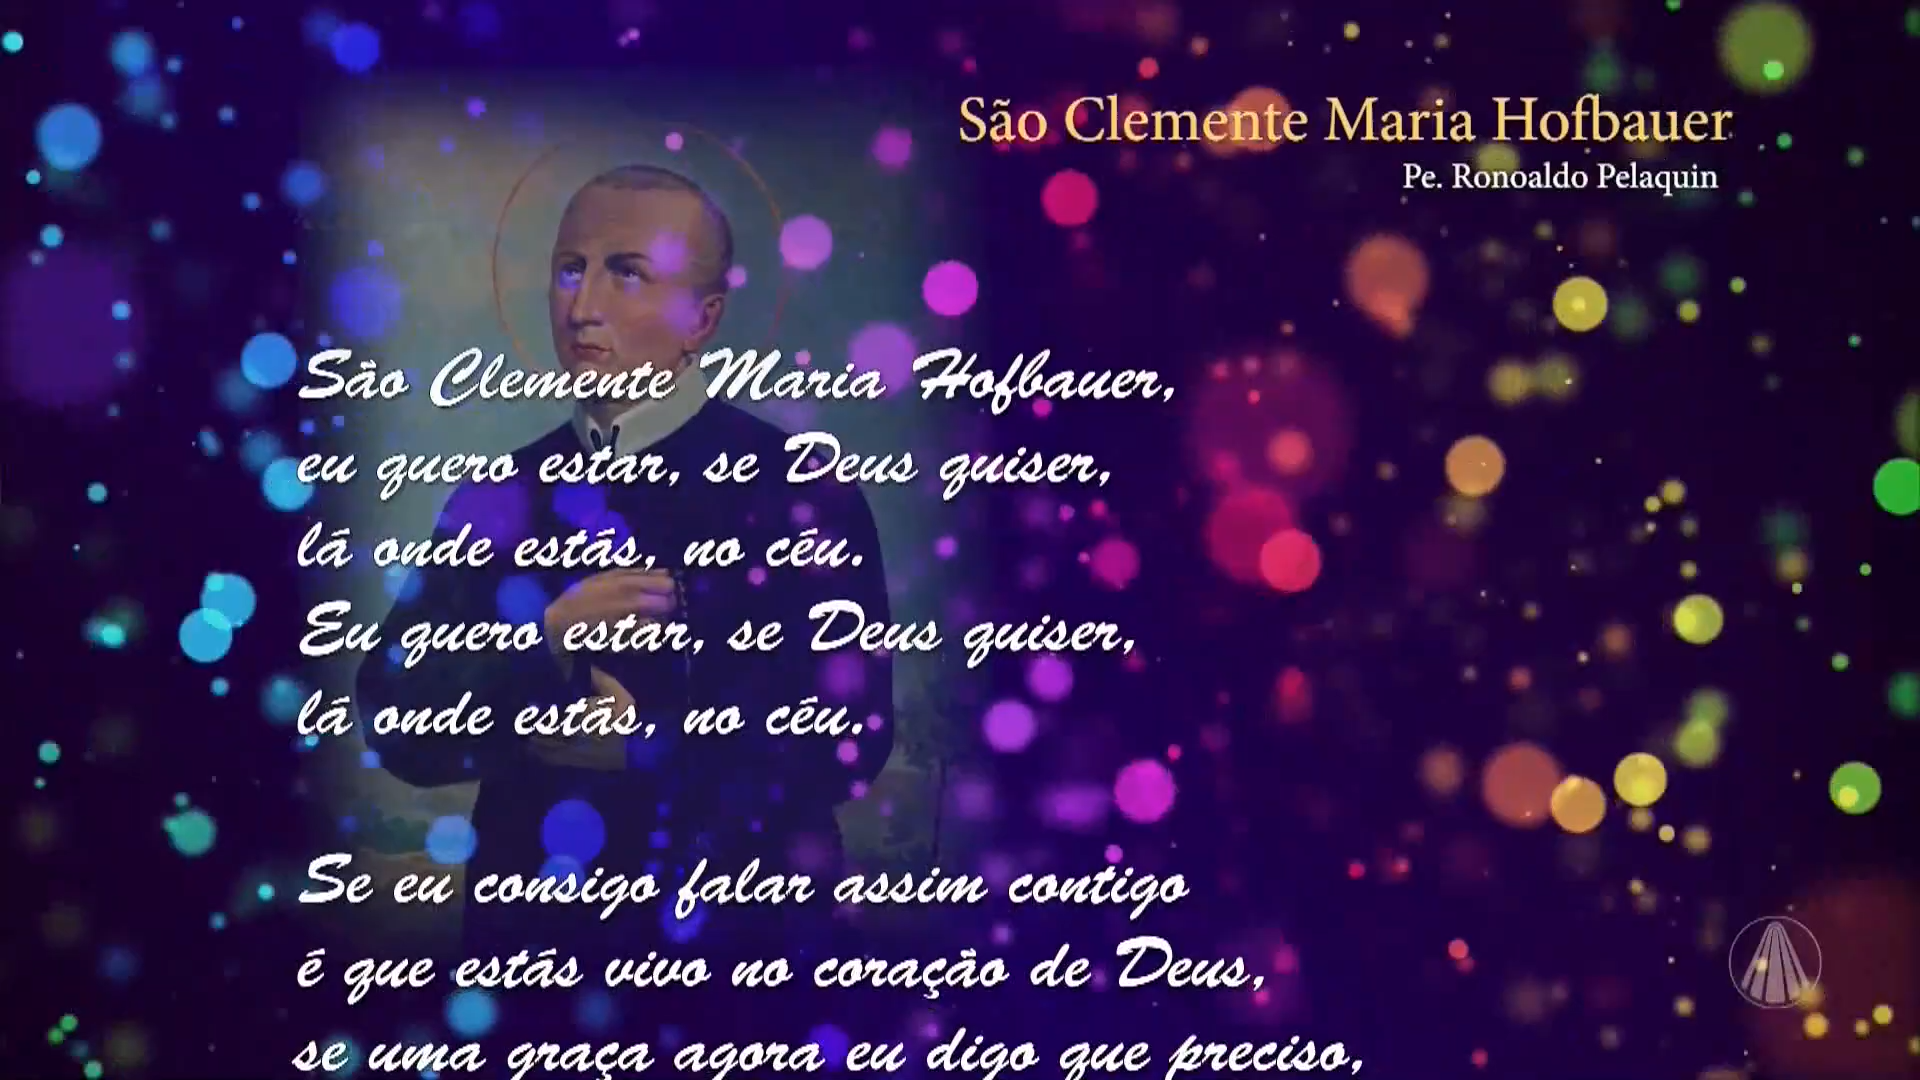 São Clemente Maria Hofbauer
Pe. Ronoaldo Pelaquin
São Clemente Maria Hofbauer,
eu quero estar, se Deus quiser,
lá onde estás, no céu.
Eu quero estar, se Deus quiser,
lá onde estás, no céu.
Se eu consigo falar assim contigo
é que estás vivo no coração de Deus,
se uma graça agora eu digo que preciso,